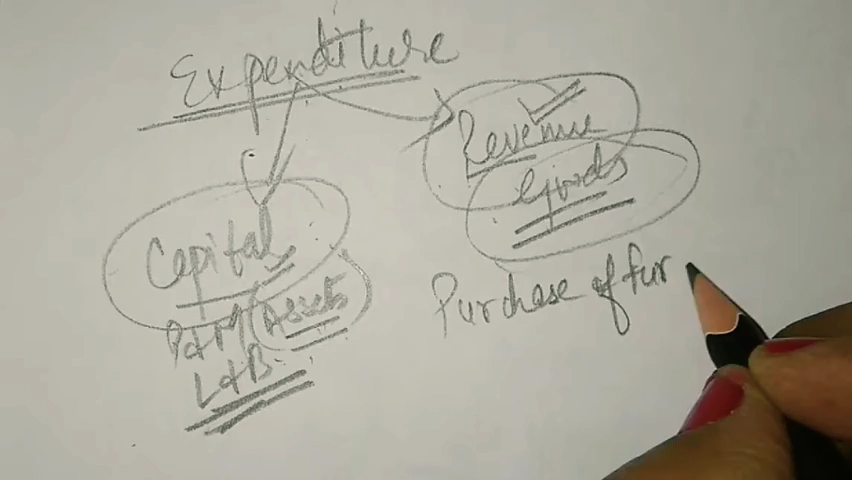 Expenditure
Revenue
Goods
Capital
Purchase of fur
P+M Assets
L+B